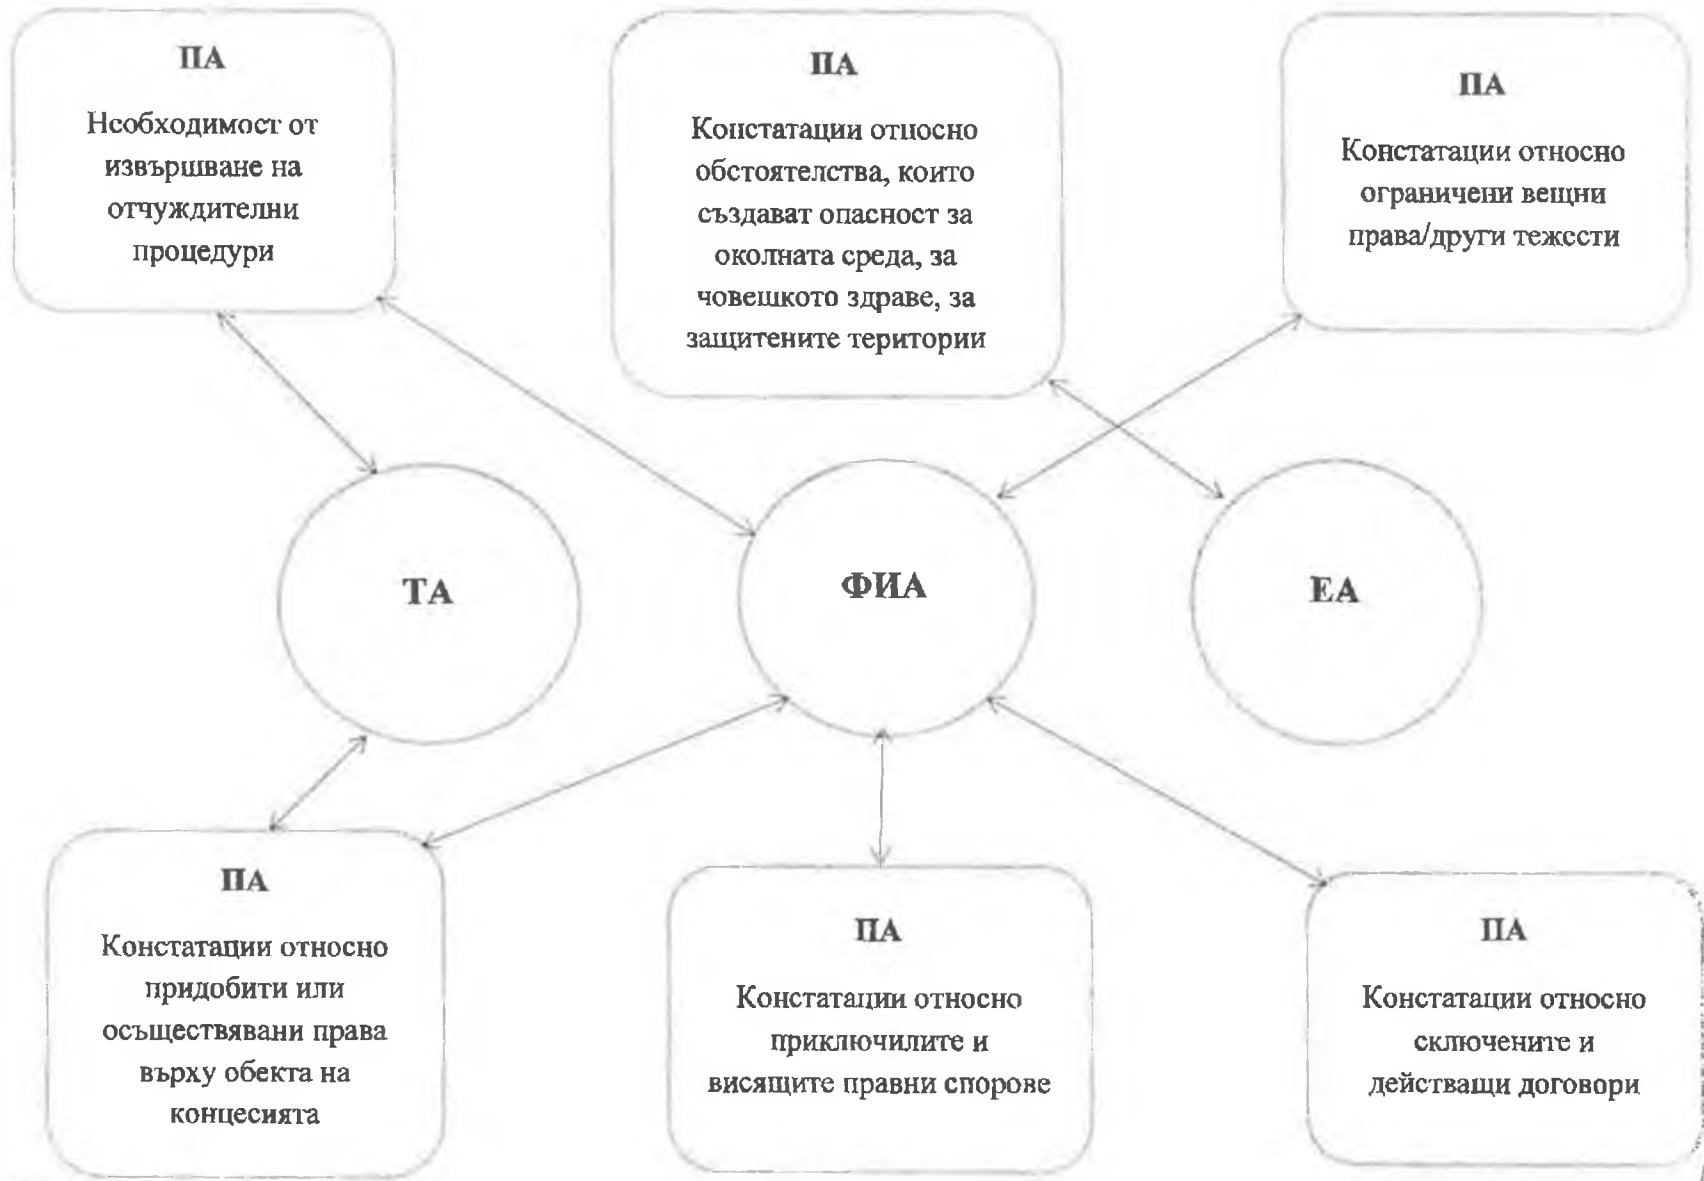 ПА
Необходимост от
извършване на
отчуждителни
процедури
ПА
Констатации относно
обстоятелства, които
създават опасност за
околната среда, за
човешкото здраве, за
защитените територии
ПА
Констатации относно
ограничени вещни
права/други тежести
ТА
ФИА
ЕА
ПА
Констатации относно
придобити или
осъществявани права
върху обекта на
концесията
ПА
Констатации относно
приключилите и
висящите правни спорове
ПА
Констатации относно
сключените и
действащи договори